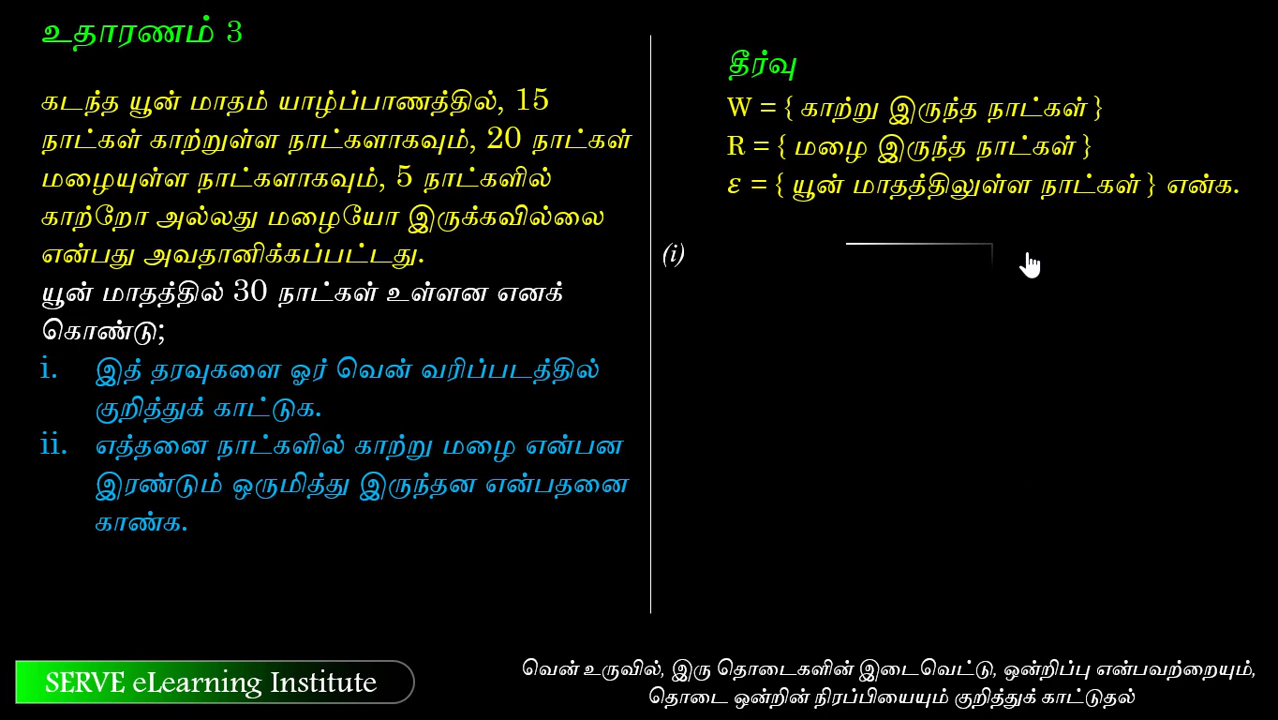 உதாரணம் 3
கடந்த யூன் மாதம் யாழ்ப்பாணத்தில், 15
நாட்கள் காற்றுள்ள நாட்களாகவும், 20 நாட்கள்
மழையுள்ள நாட்களாகவும், 5 நாட்களில்
காற்றோ அல்லது மழையோ இருக்கவில்லை
என்பது அவதானிக்கப்பட்டது.
யூன் மாதத்தில் 30 நாட்கள் உள்ளன எனக்
கொண்டு;
i. இத் தரவுகளை ஓர் வென் வரிப்படத்தில்
குறித்துக் காட்டுக.
ii. எத்தனை நாட்களில் காற்று மழை என்பன
இரண்டும் ஒருமித்து இருந்தன என்பதனை
காண்க.
தீர்வு
W = { காற்று இருந்த நாட்கள் }
R = { மழை இருந்த நாட்கள் }
ε = { யூன் மாதத்திலுள்ள நாட்கள் } என்க.
(i)
SERVE eLearning Institute
வென் உருவில், இரு தொடைகளின் இடைவெட்டு, ஒன்றிப்பு என்பவற்றையும்,
தொடை ஒன்றின் நிரப்பியையும் குறித்துக் காட்டுதல்